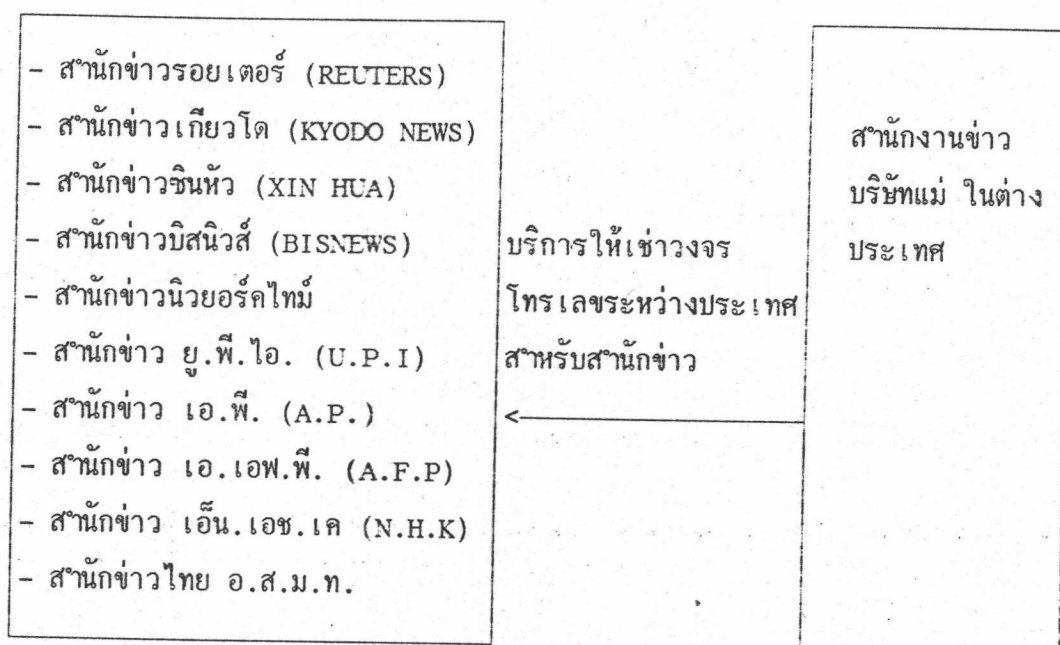 - สำนักข่าวรอยเตอร์ (REUTERS)
- สำนักข่าวเกียวโด (KYODO NEWS)
- สำนักข่าวซินหัว (XIN HUA)
- สำนักข่าวบิสนิวส์ (BISNEWS)
- สำนักข่าวนิวยอร์คไทม์
- สำนักข่าว ยู.พี.ไอ. (U.P.I)
- สำนักข่าว เอ.พี. (A.P.)
- สำนักข่าว เอ.เอฟ.พี. (A.F.P)
- สำนักข่าว เอ็น.เอช.เค (N.H.K)
- สำนักข่าวไทย อ.ส.ม.ท.
บริการให้เช่าวงจร
โทรเลขระหว่างประเทศ
สำหรับสำนักข่าว
สำนักงานข่าว
บริษัทแม่ ในต่าง
ประเทศ